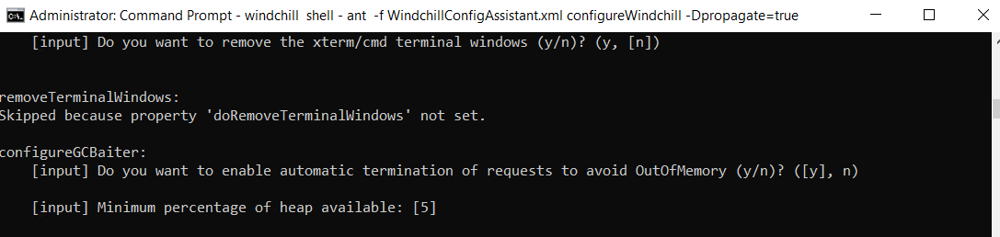 Administrator: Command Prompt - windchill  shell - ant  -f WindchillConfigAssistant.xml configureWindchill -Dpropagate=true
[input] Do you want to remove the xterm/cmd terminal windows (y/n)? (y, [n])
removeTerminalWindows:
Skipped because property 'doRemoveTerminalWindows' not set.
configureGCBaiter:
[input] Do you want to enable automatic termination of requests to avoid OutOfMemory (y/n)? ([y], n)
[input] Minimum percentage of heap available: [5]